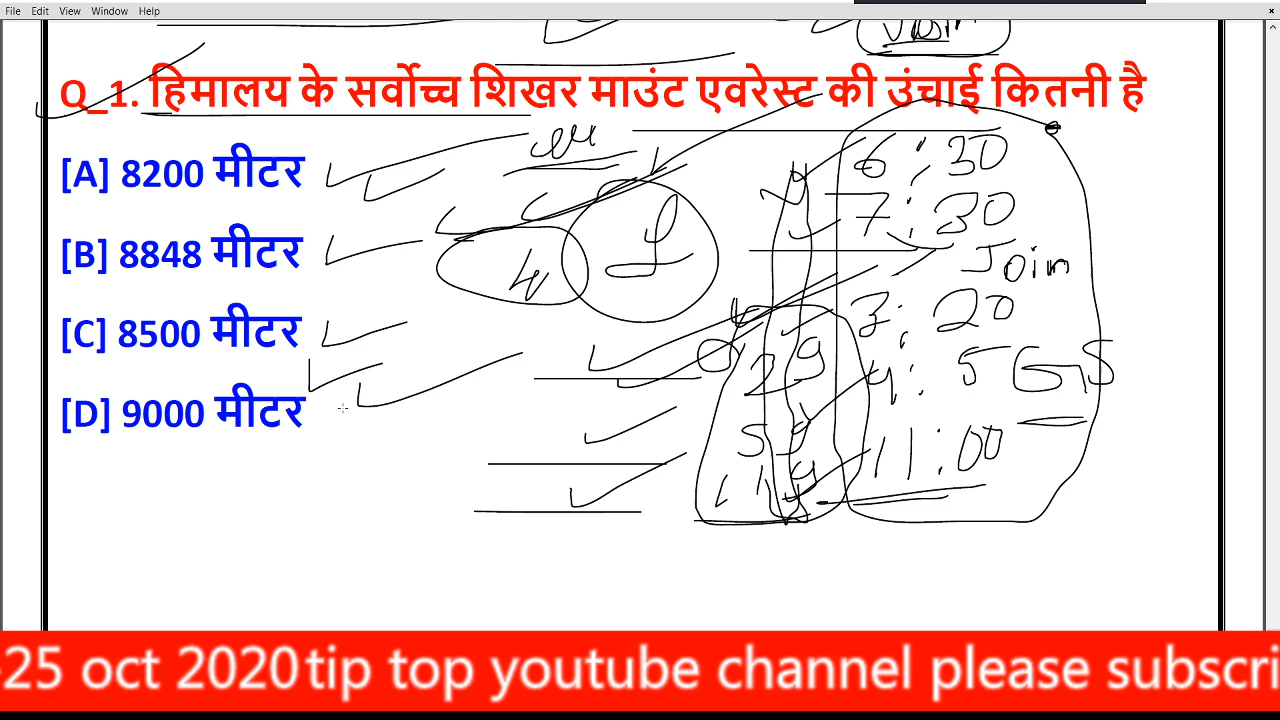 File Edit View Window Help
Q_1. हिमालय के सर्वोच्च शिखर माउंट एवरेस्ट की उंचाई कितनी है
[A] 8200 मीटर
[B] 8848 मीटर
[C] 8500 मीटर
[D] 9000 मीटर
6:30
7:30
Join
3:20
4:5 GS
11:00
-25 oct 2020 tip top youtube channel please subscri